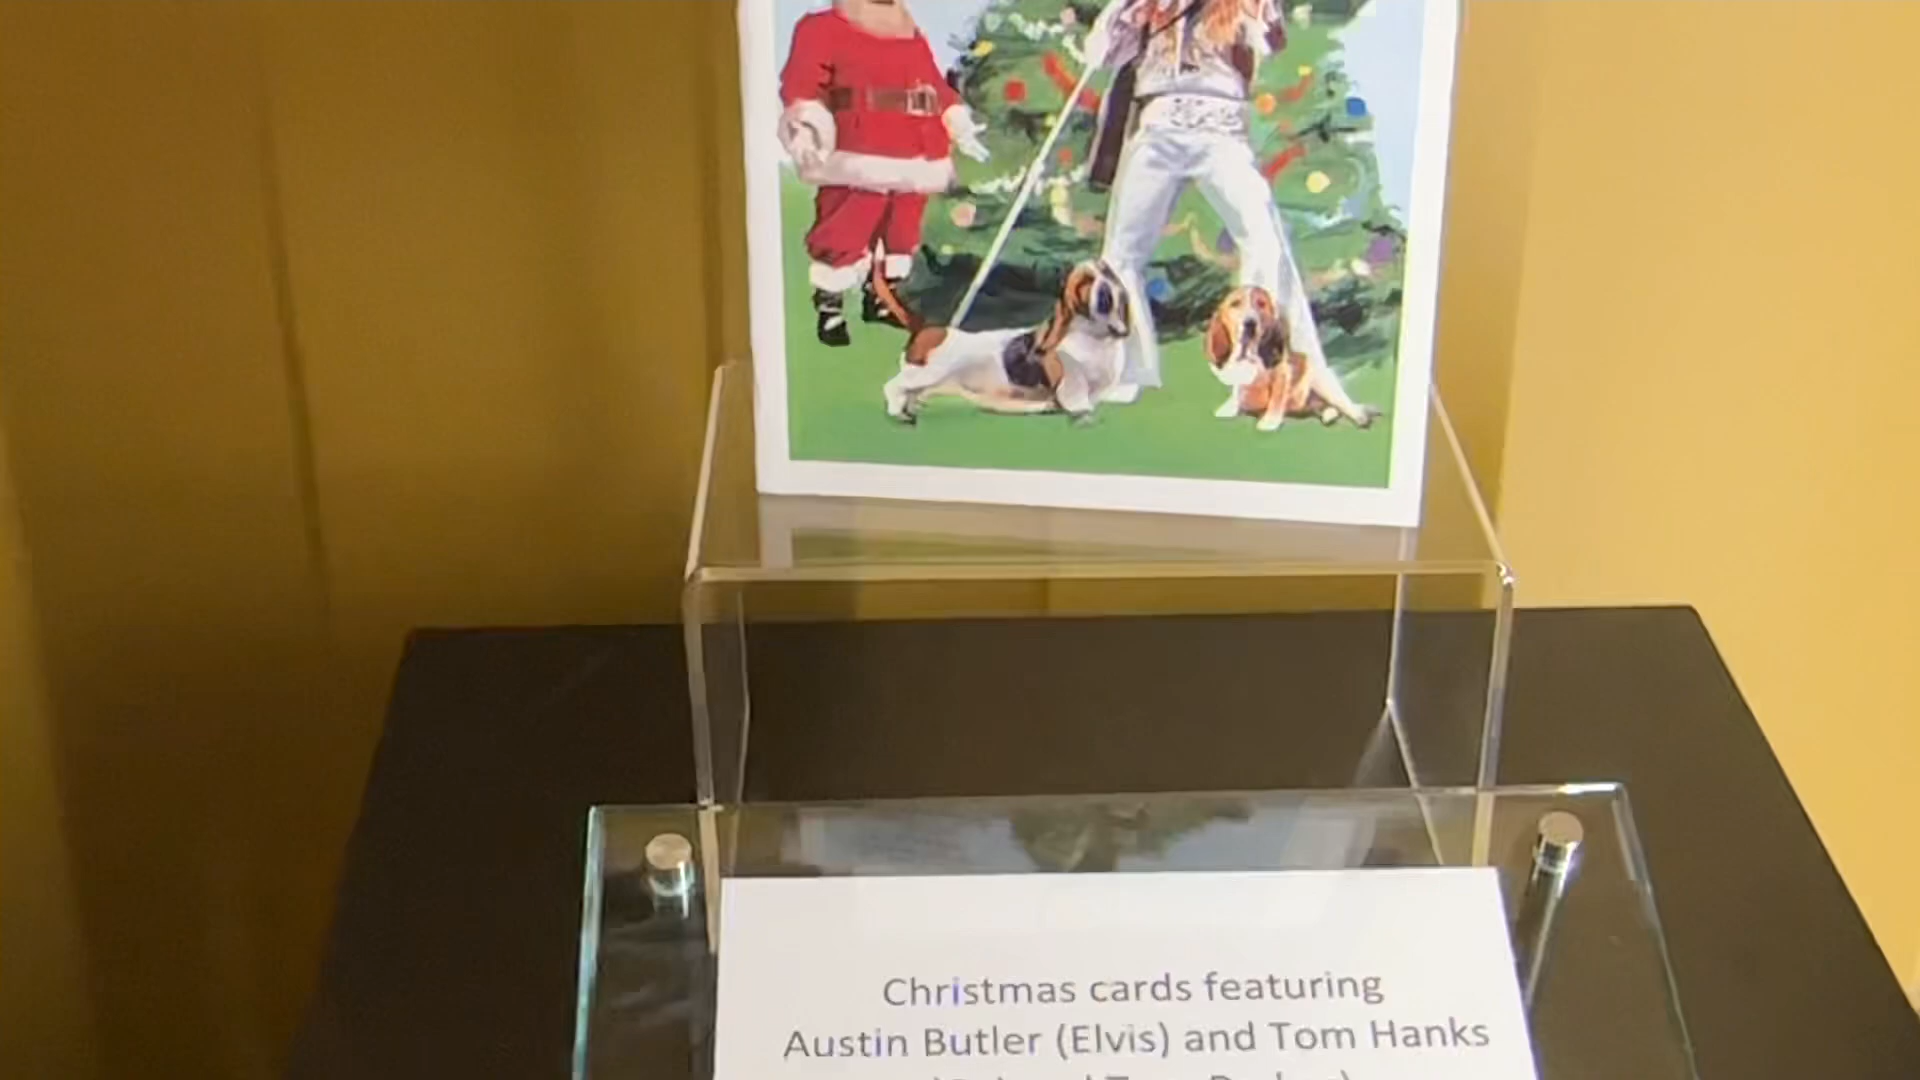 Christmas cards featuring
Austin Butler (Elvis) and Tom Hanks